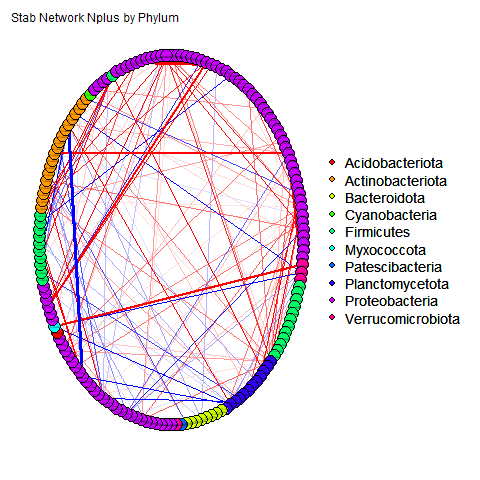 Stab Network Nplus by Phylum
Acidobacteriota
Actinobacteriota
Bacteroidota
Cyanobacteria
Firmicutes
Myxococcota
Patescibacteria
Planctomycetota
Proteobacteria
Verrucomicrobiota